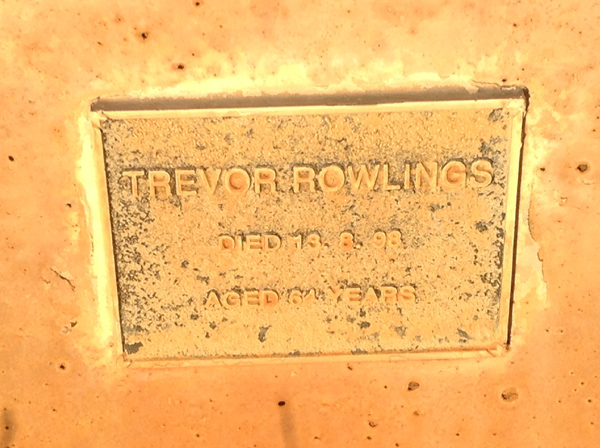 TREVOR ROWLINGS
DIED 13. 8. 98
AGED 64 YEARS